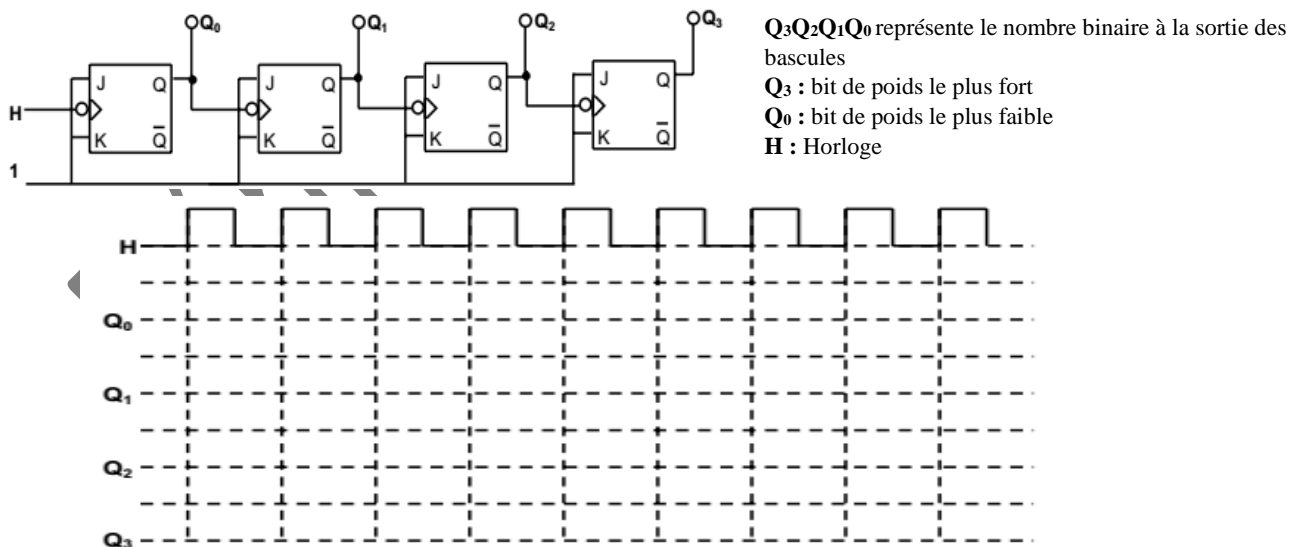 Q₀ Q₁ Q₂ Q₃
J Q J Q J Q J Q
H
K Q̅ K Q̅ K Q̅ K Q̅
1
Q₃Q₂Q₁Q₀ représente le nombre binaire à la sortie des
bascules
Q₃ : bit de poids le plus fort
Q₀ : bit de poids le plus faible
H : Horloge
H
Q₀
Q₁
Q₂
Q₃